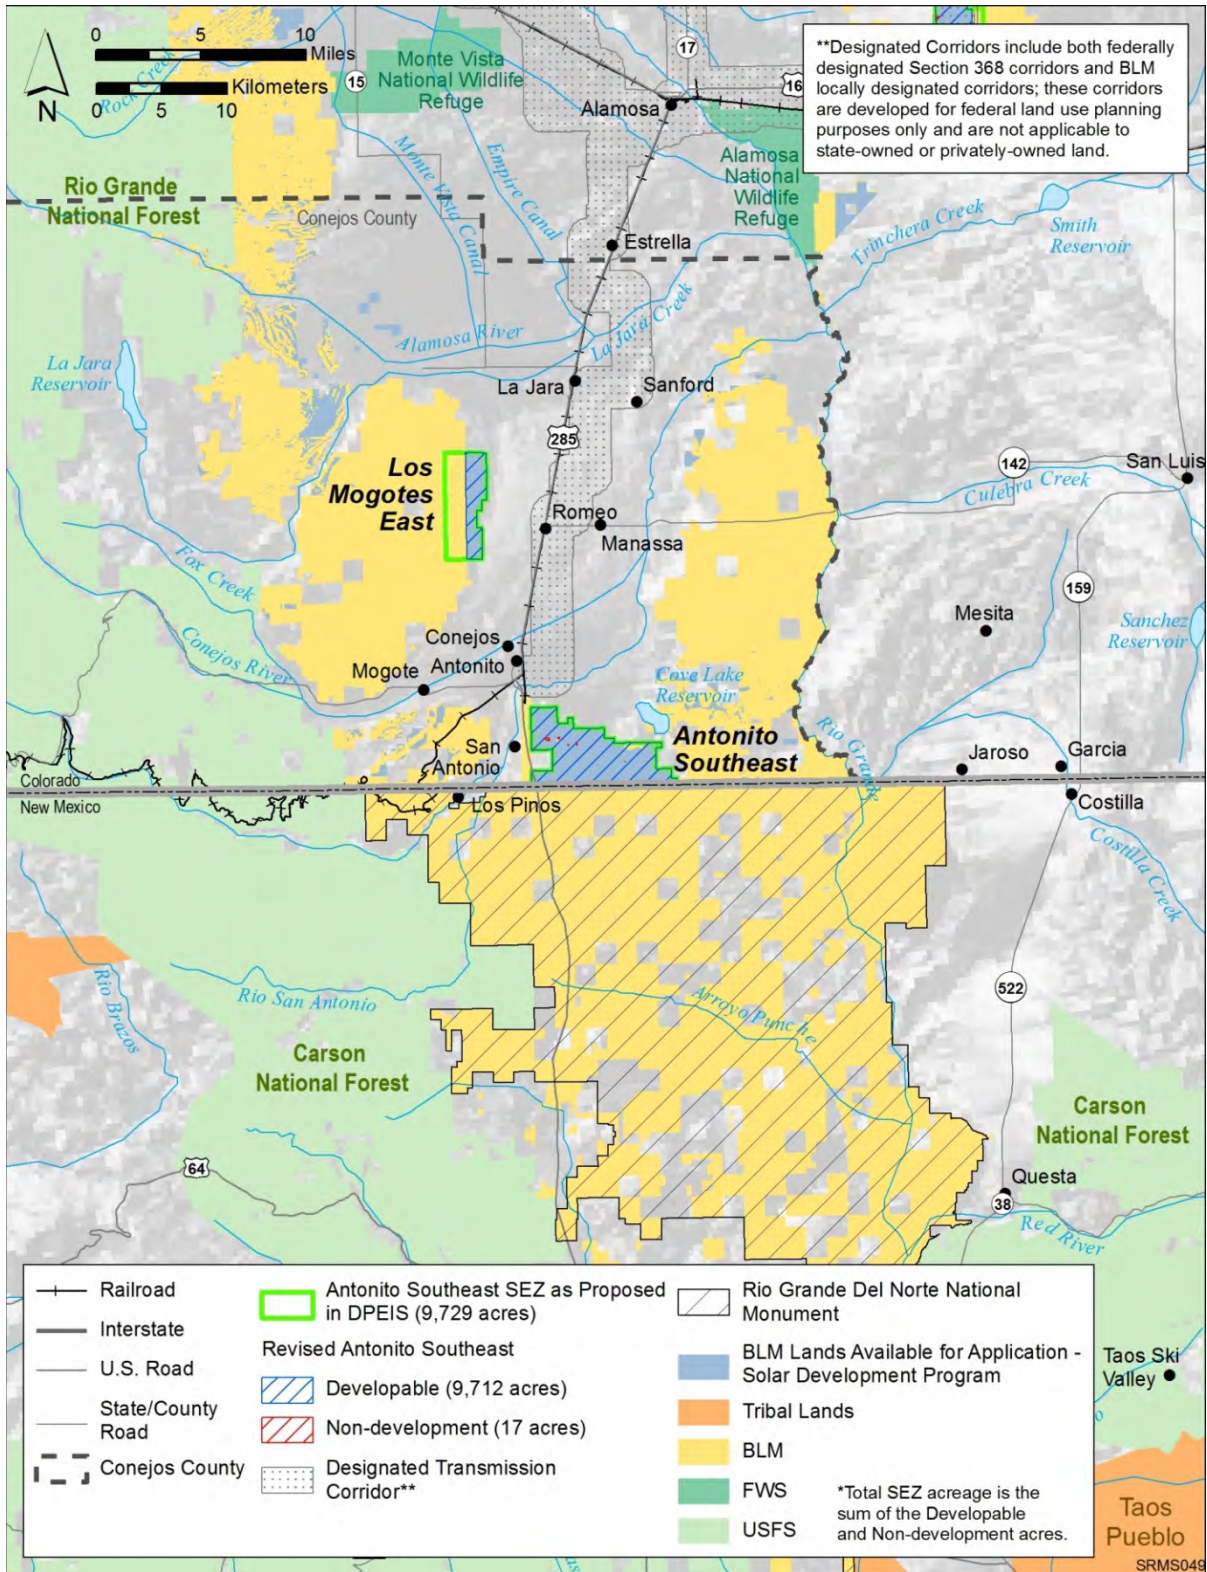 0 5 10
Miles
Kilometers
0 5 10
N
Rock Creek
15
Monte Vista
National Wildlife
Refuge
17
16
Alamosa
**Designated Corridors include both federally
designated Section 368 corridors and BLM
locally designated corridors; these corridors
are developed for federal land use planning
purposes only and are not applicable to
state-owned or privately-owned land.
Alamosa
National
Wildlife
Refuge
Rio Grande
National Forest
Conejos County
Monte Vista Canal
Empire Canal
Estrella
Trinchera Creek
Smith
Reservoir
Alamosa River
La Jara Creek
La Jara
Reservoir
La Jara
Sanford
285
Los
Mogotes
East
142
San Luis
Culebra Creek
Romeo
Manassa
Fox Creek
159
Mesita
Sanchez
Reservoir
Conejos River
Conejos
Antonito
Mogote
Cove Lake
Reservoir
San
Antonio
Antonito
Southeast
Rio Grande
Jaroso
Garcia
Colorado
New Mexico
Los Pinos
Costilla
Costilla Creek
Rio Brazos
Rio San Antonio
Arroyo Punche
522
Carson
National Forest
Carson
National Forest
64
Questa
38
Red River
Railroad
Interstate
U.S. Road
State/County
Road
Conejos County
Antonito Southeast SEZ as Proposed
in DPEIS (9,729 acres)
Revised Antonito Southeast
Developable (9,712 acres)
Non-development (17 acres)
Designated Transmission
Corridor**
Rio Grande Del Norte National
Monument
BLM Lands Available for Application -
Solar Development Program
Tribal Lands
BLM
FWS
USFS
*Total SEZ acreage is the
sum of the Developable
and Non-development acres.
Taos Ski
Valley
Taos
Pueblo
SRMS049